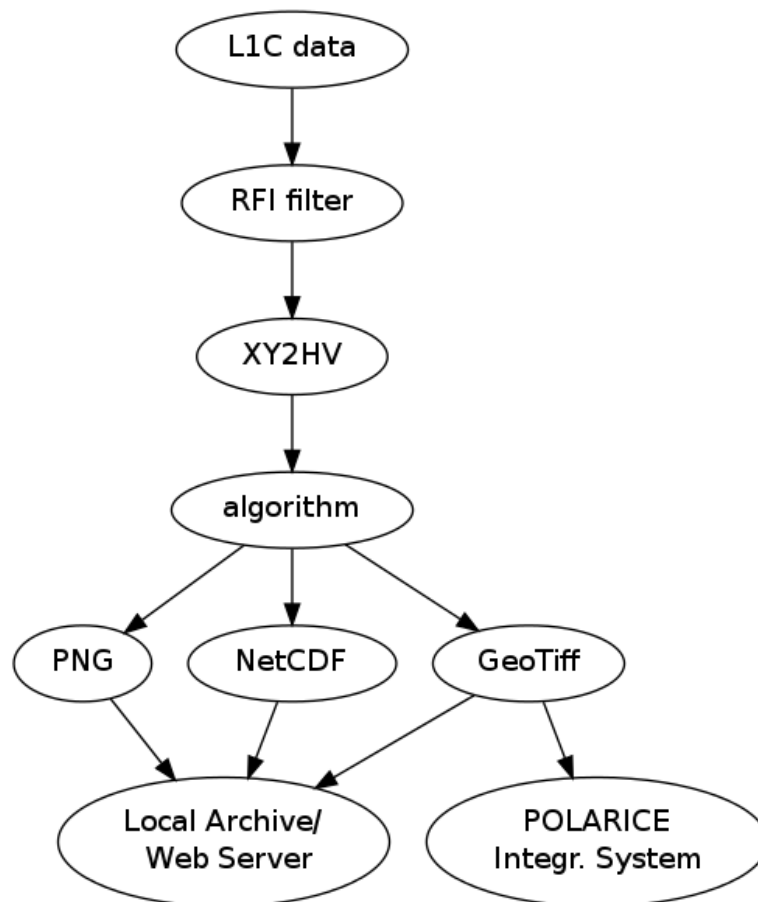 L1C data
RFI filter
XY2HV
algorithm
PNG
NetCDF
GeoTiff
Local Archive/
Web Server
POLARICE
Integr. System